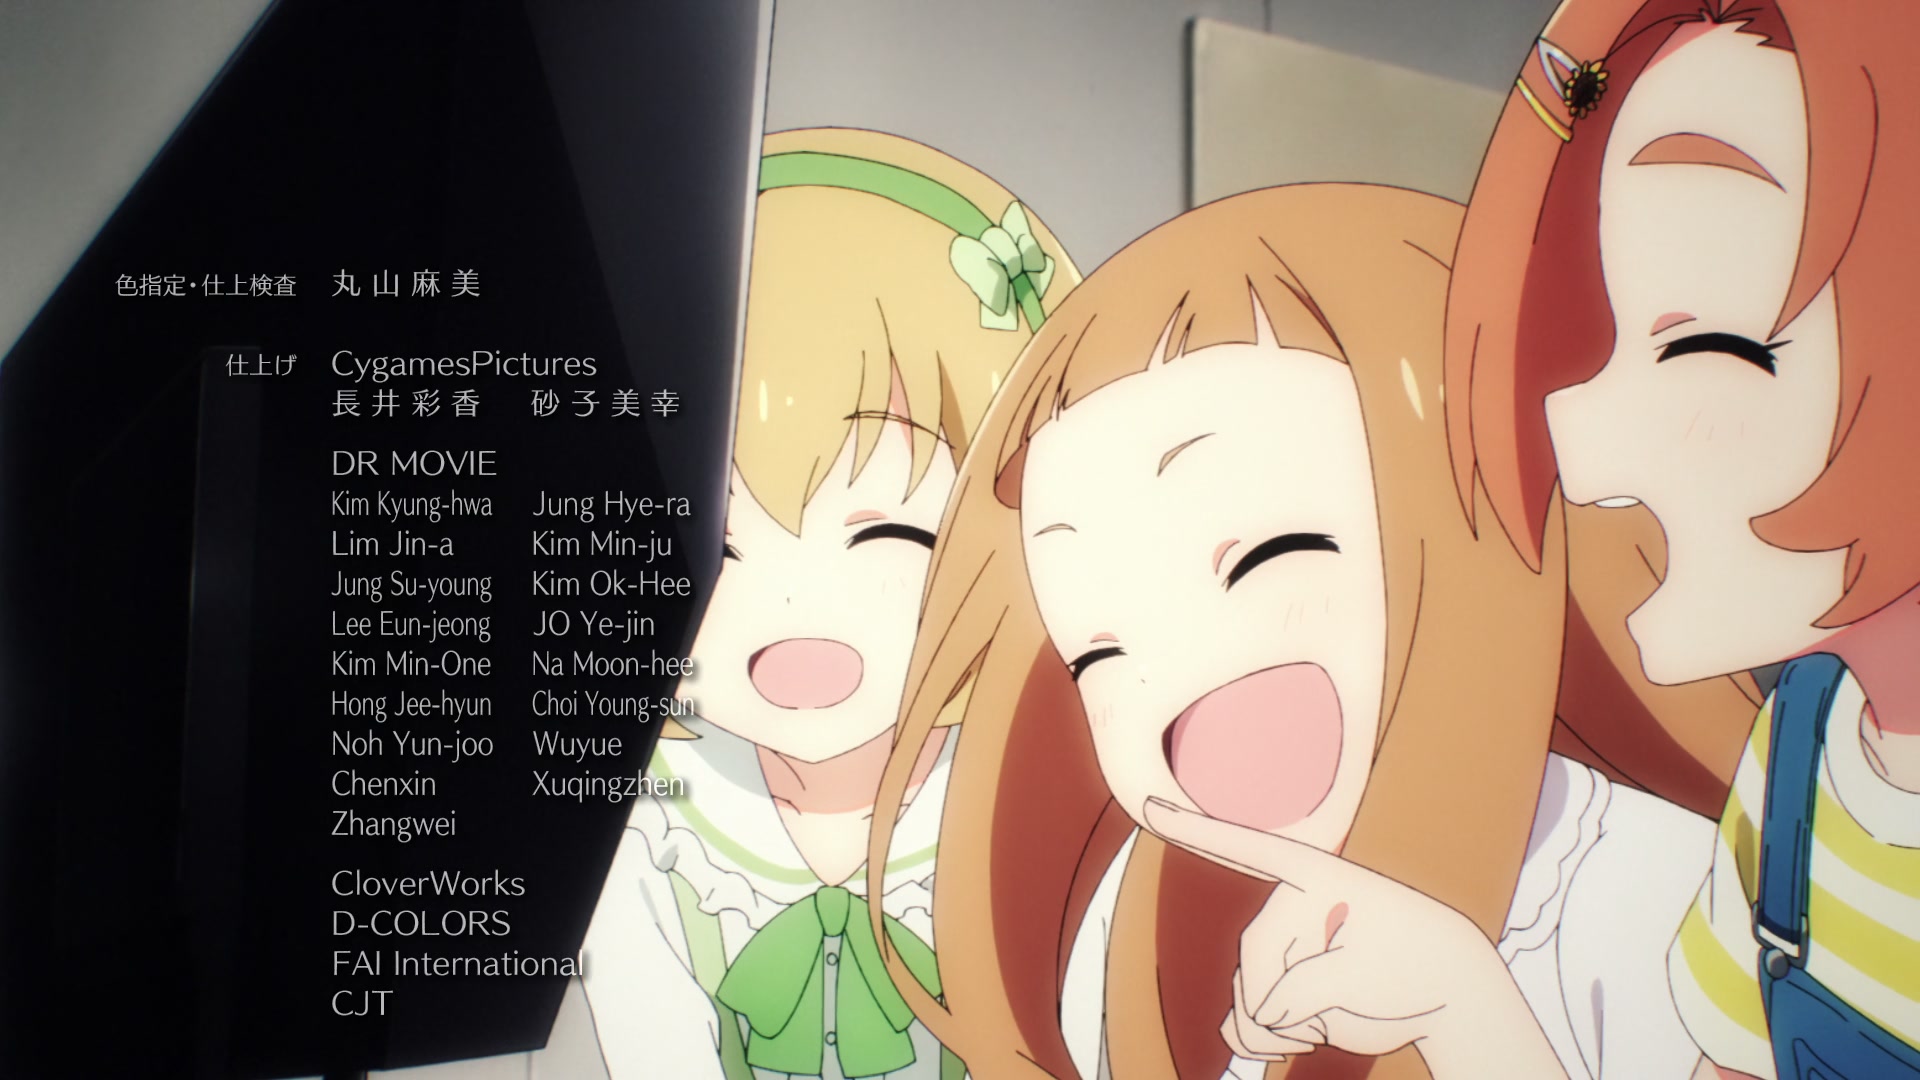 色指定・仕上検査 丸山麻美
仕上げ CygamesPictures
長井彩香 砂子美幸
DR MOVIE
Kim Kyung-hwa Jung Hye-ra
Lim Jin-a Kim Min-ju
Jung Su-young Kim Ok-Hee
Lee Eun-jeong JO Ye-jin
Kim Min-One Na Moon-hee
Hong Jee-hyun Choi Young-sun
Noh Yun-joo Wuyue
Chenxin Xuqingzhen
Zhangwei
CloverWorks
D-COLORS
FAI International
CJT